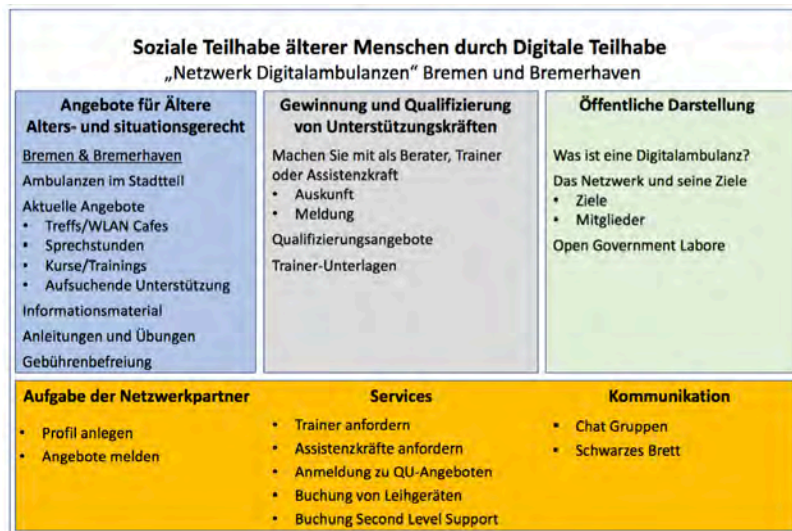 Soziale Teilhabe älterer Menschen durch Digitale Teilhabe
„Netzwerk Digitalambulanzen“ Bremen und Bremerhaven
Angebote für Ältere
Alters- und situationsgerecht
Bremen & Bremerhaven
Ambulanzen im Stadtteil
Aktuelle Angebote
• Treffs/WLAN Cafes
• Sprechstunden
• Kurse/Trainings
• Aufsuchende Unterstützung
Informationsmaterial
Anleitungen und Übungen
Gebührenbefreiung
Gewinnung und Qualifizierung
von Unterstützungskräften
Machen Sie mit als Berater, Trainer
oder Assistenzkraft
• Auskunft
• Meldung
Qualifizierungsangebote
Trainer-Unterlagen
Öffentliche Darstellung
Was ist eine Digitalambulanz?
Das Netzwerk und seine Ziele
• Ziele
• Mitglieder
Open Government Labore
Aufgabe der Netzwerkpartner
• Profil anlegen
• Angebote melden
Services
• Trainer anfordern
• Assistenzkräfte anfordern
• Anmeldung zu QU-Angeboten
• Buchung von Leihgeräten
• Buchung Second Level Support
Kommunikation
▪ Chat Gruppen
▪ Schwarzes Brett